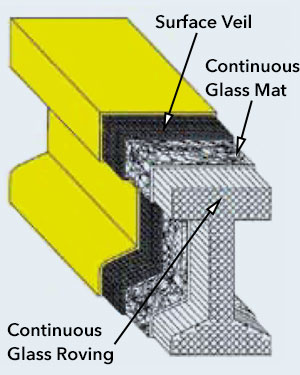 Surface Veil
Continuous
Glass Mat
Continuous
Glass Roving